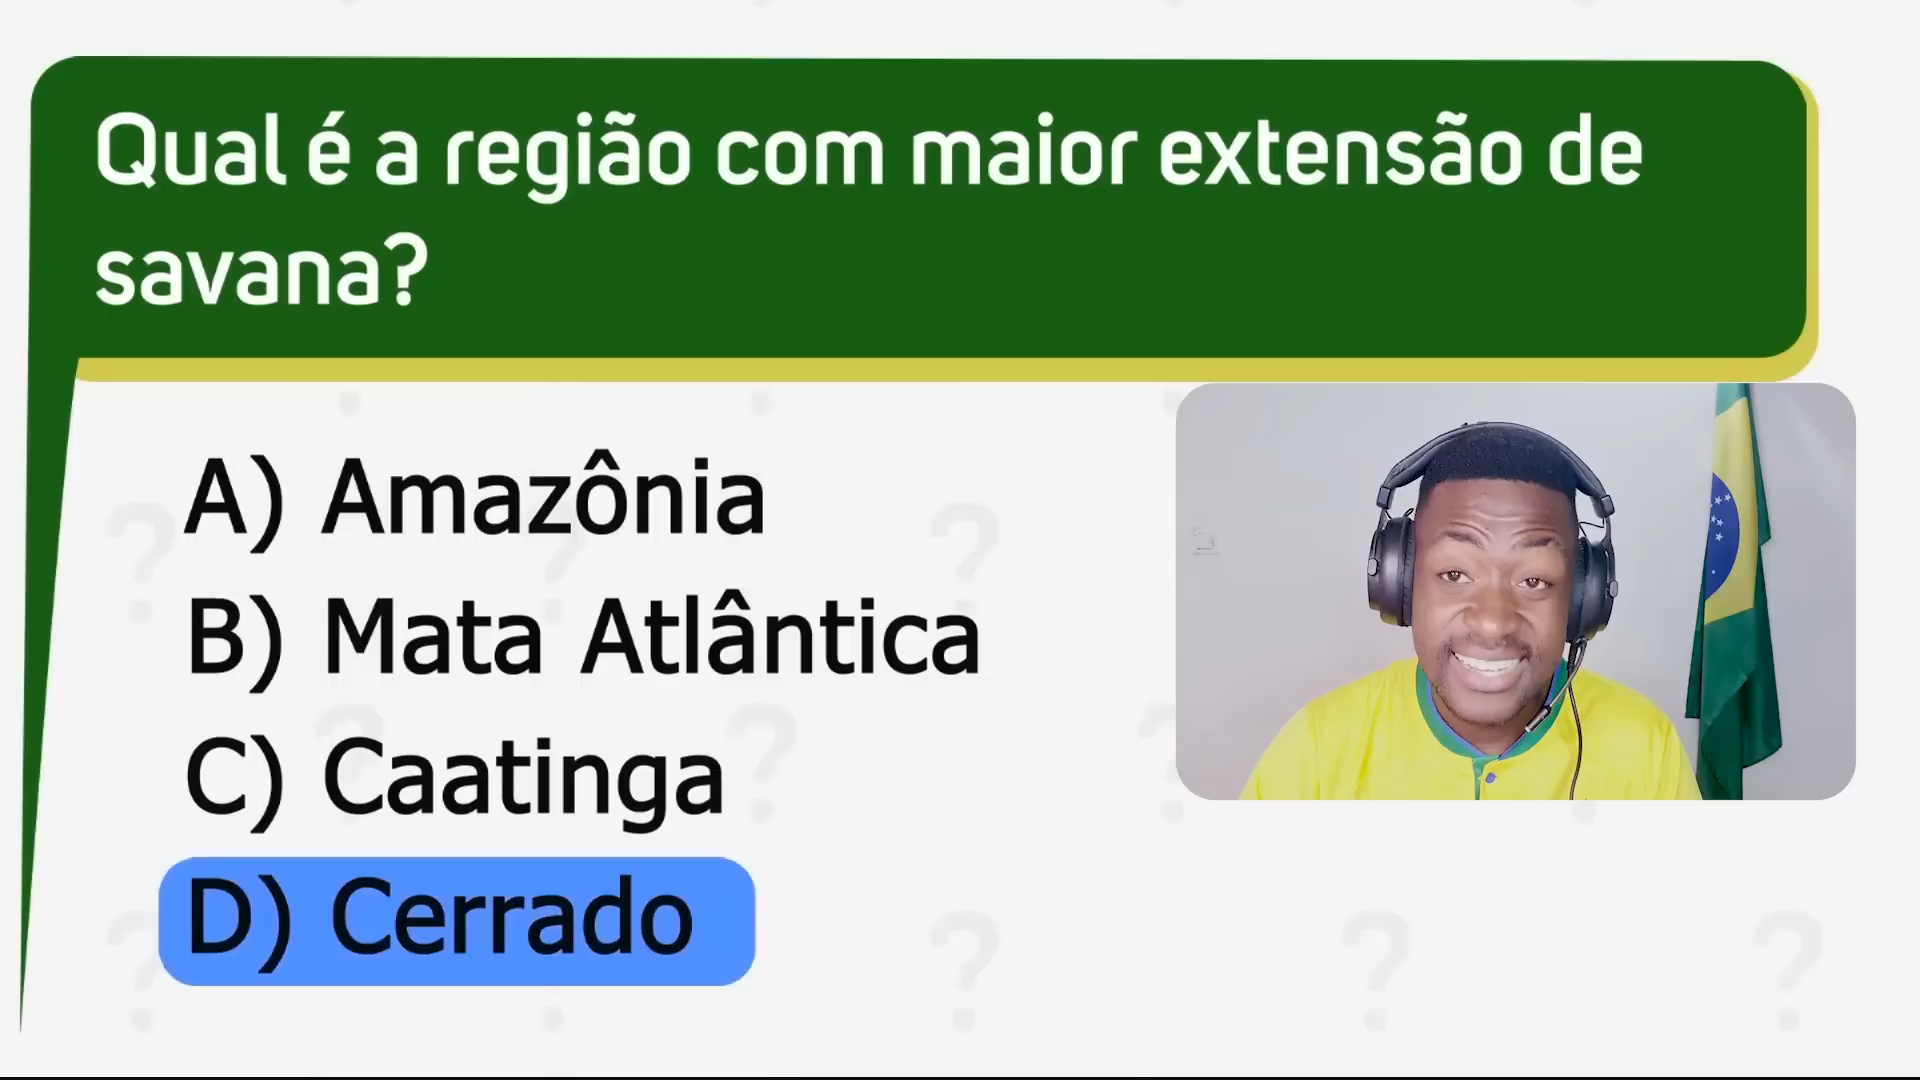 Qual é a região com maior extensão de
savana?
A) Amazônia
B) Mata Atlântica
C) Caatinga
D) Cerrado